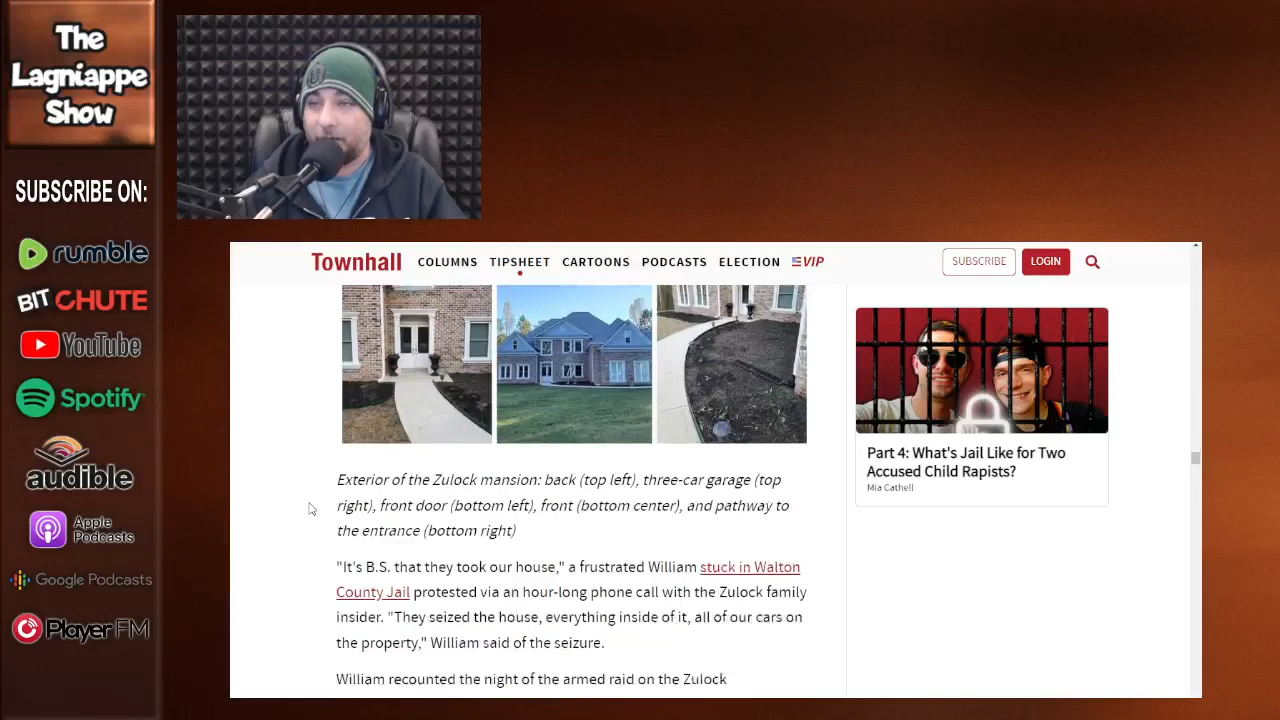 The
Lagniappe
Show
SUBSCRIBE ON:
rumble
BIT CHUTE
YouTube
Spotify
audible
Apple
Podcasts
Google Podcasts
Player FM
Townhall COLUMNS TIPSHEET CARTOONS PODCASTS ELECTION VIP SUBSCRIBE LOGIN
Exterior of the Zulock mansion: back (top left), three-car garage (top
right), front door (bottom left), front (bottom center), and pathway to
the entrance (bottom right)
"It's B.S. that they took our house," a frustrated William stuck in Walton
County Jail protested via an hour-long phone call with the Zulock family
insider. "They seized the house, everything inside of it, all of our cars on
the property," William said of the seizure.
William recounted the night of the armed raid on the Zulock
Part 4: What's Jail Like for Two
Accused Child Rapists?
Mia Cathell